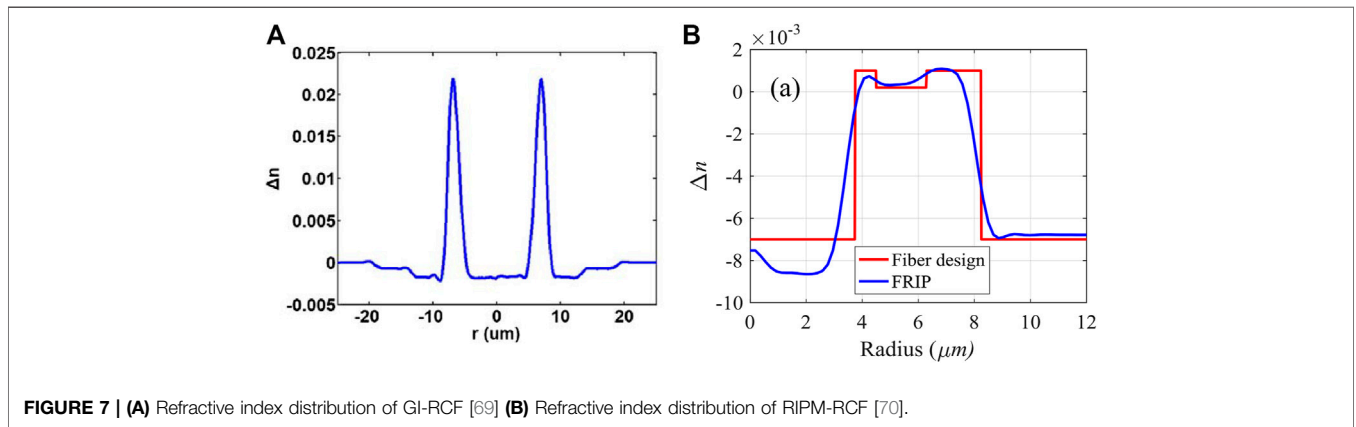 A
0.025
0.02
0.015
0.01
0.005
0
-0.005
Δn
-20
-10
0
10
20
r (um)
B
×10⁻³
(a)
2
0
-2
-4
-6
-8
-10
Δn
Fiber design
FRIP
0
2
4
6
8
10
12
Radius (μm)
FIGURE 7 | (A) Refractive index distribution of GI-RCF [69] (B) Refractive index distribution of RIPM-RCF [70].